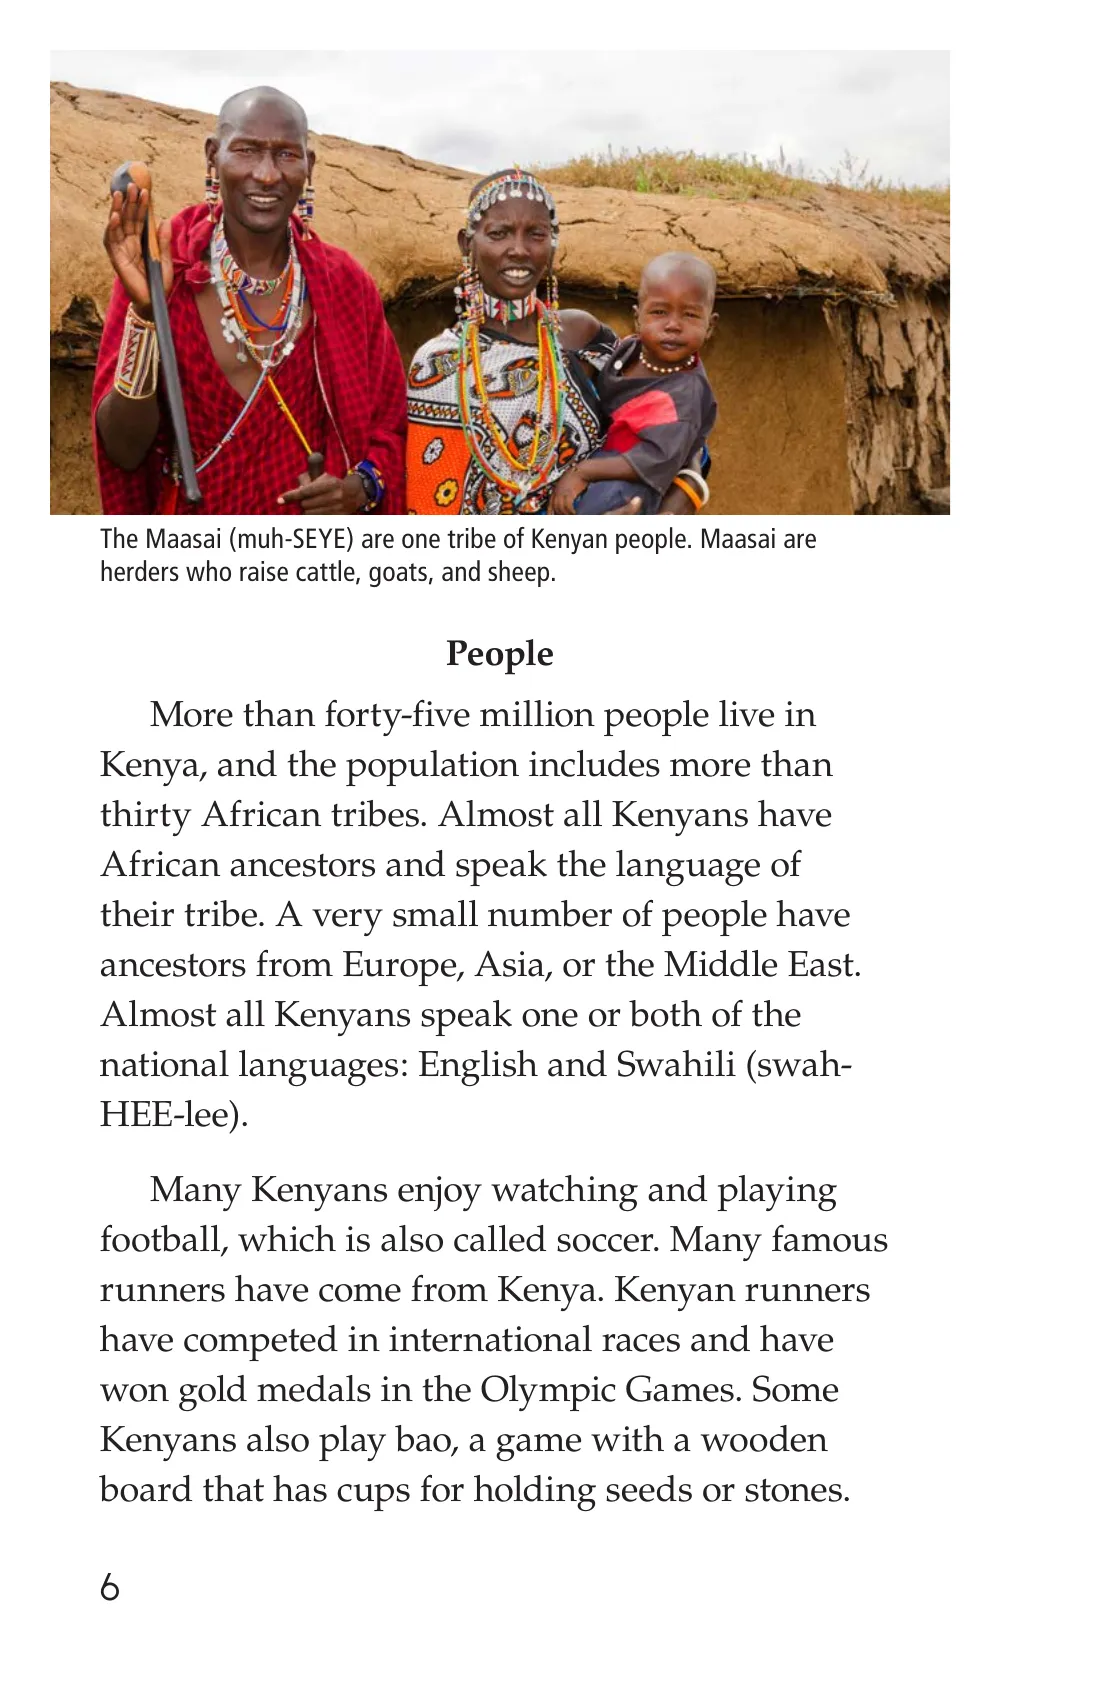 The Maasai (muh-SEYE) are one tribe of Kenyan people. Maasai are
herders who raise cattle, goats, and sheep.
People
More than forty-five million people live in
Kenya, and the population includes more than
thirty African tribes. Almost all Kenyans have
African ancestors and speak the language of
their tribe. A very small number of people have
ancestors from Europe, Asia, or the Middle East.
Almost all Kenyans speak one or both of the
national languages: English and Swahili (swah-
HEE-lee).
Many Kenyans enjoy watching and playing
football, which is also called soccer. Many famous
runners have come from Kenya. Kenyan runners
have competed in international races and have
won gold medals in the Olympic Games. Some
Kenyans also play bao, a game with a wooden
board that has cups for holding seeds or stones.
6